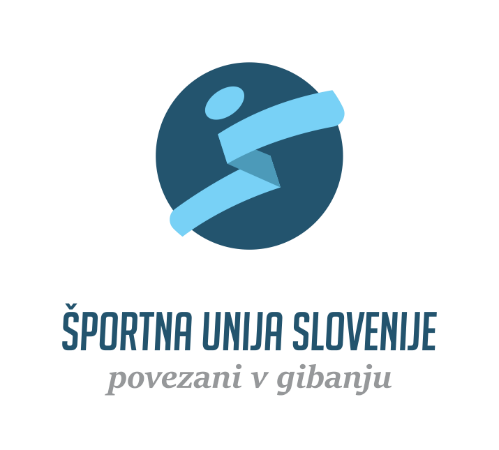 ŠPORTNA UNIJA SLOVENIJE
povezani v gibanju